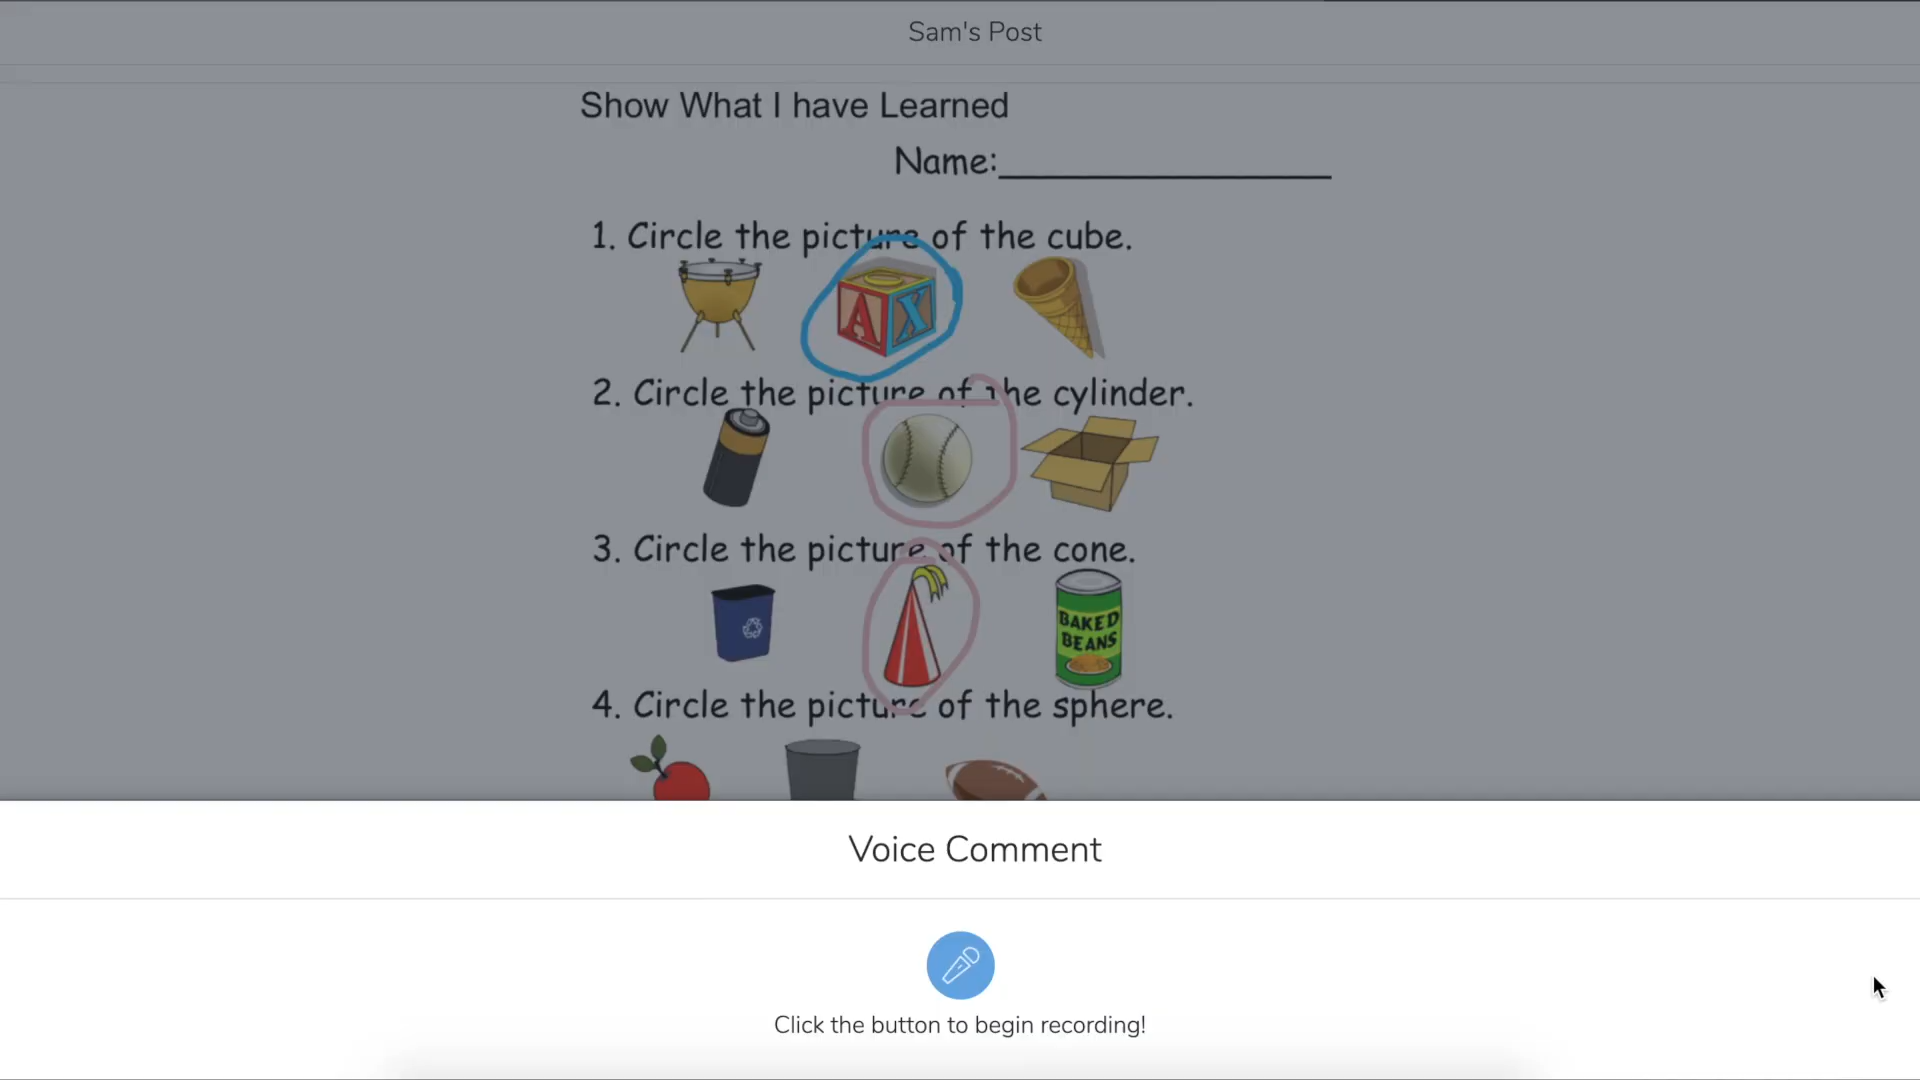 Sam's Post
Show What I have Learned
Name:
1. Circle the picture of the cube.
A X
2. Circle the picture of the cylinder.
3. Circle the picture of the cone.
BAKED
BEANS
4. Circle the picture of the sphere.
Voice Comment
Click the button to begin recording!